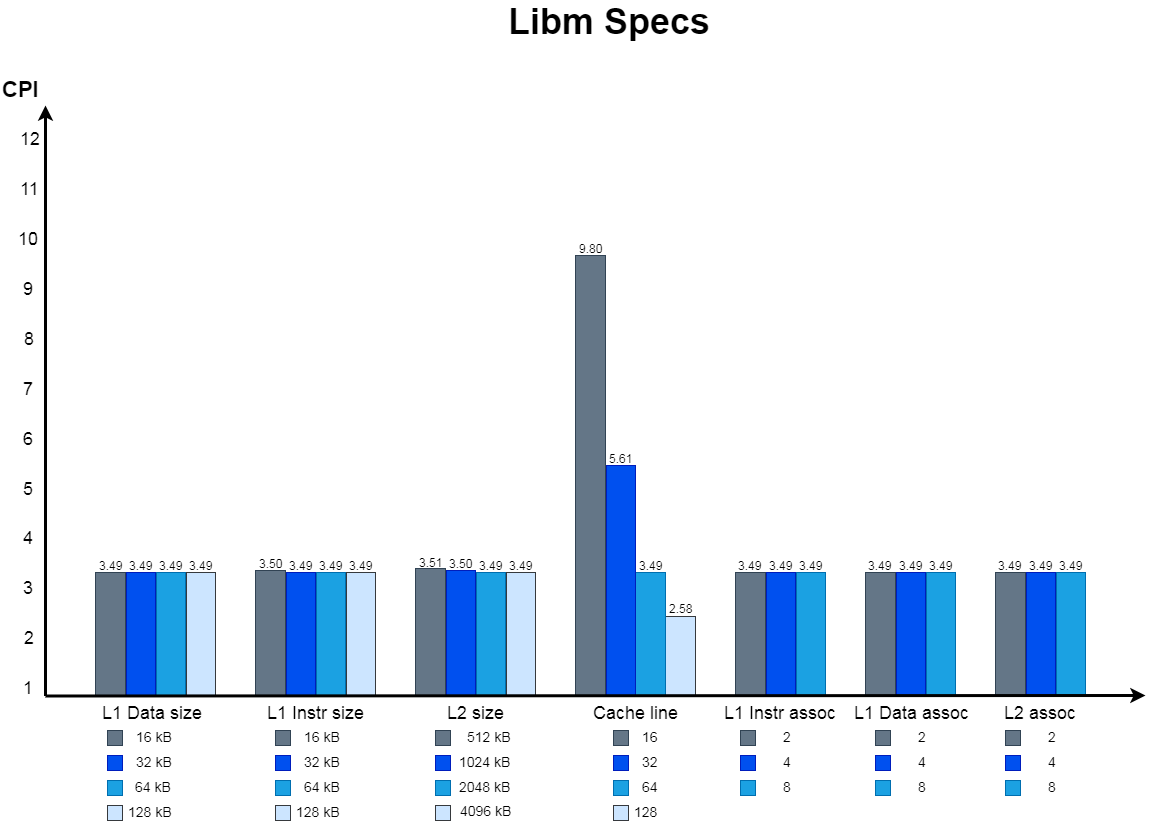 Libm Specs
CPI
12
11
10
9
8
7
6
5
4
3
2
1
3.49 3.49 3.49 3.49
3.50 3.49 3.49 3.49
3.51 3.50 3.49 3.49
9.80
5.61
3.49
2.58
3.49 3.49 3.49
3.49 3.49 3.49
3.49 3.49 3.49
L1 Data size L1 Instr size L2 size Cache line L1 Instr assoc L1 Data assoc L2 assoc
16 kB 16 kB 512 kB 16 2 2 2
32 kB 32 kB 1024 kB 32 4 4 4
64 kB 64 kB 2048 kB 64 8 8 8
128 kB 128 kB 4096 kB 128